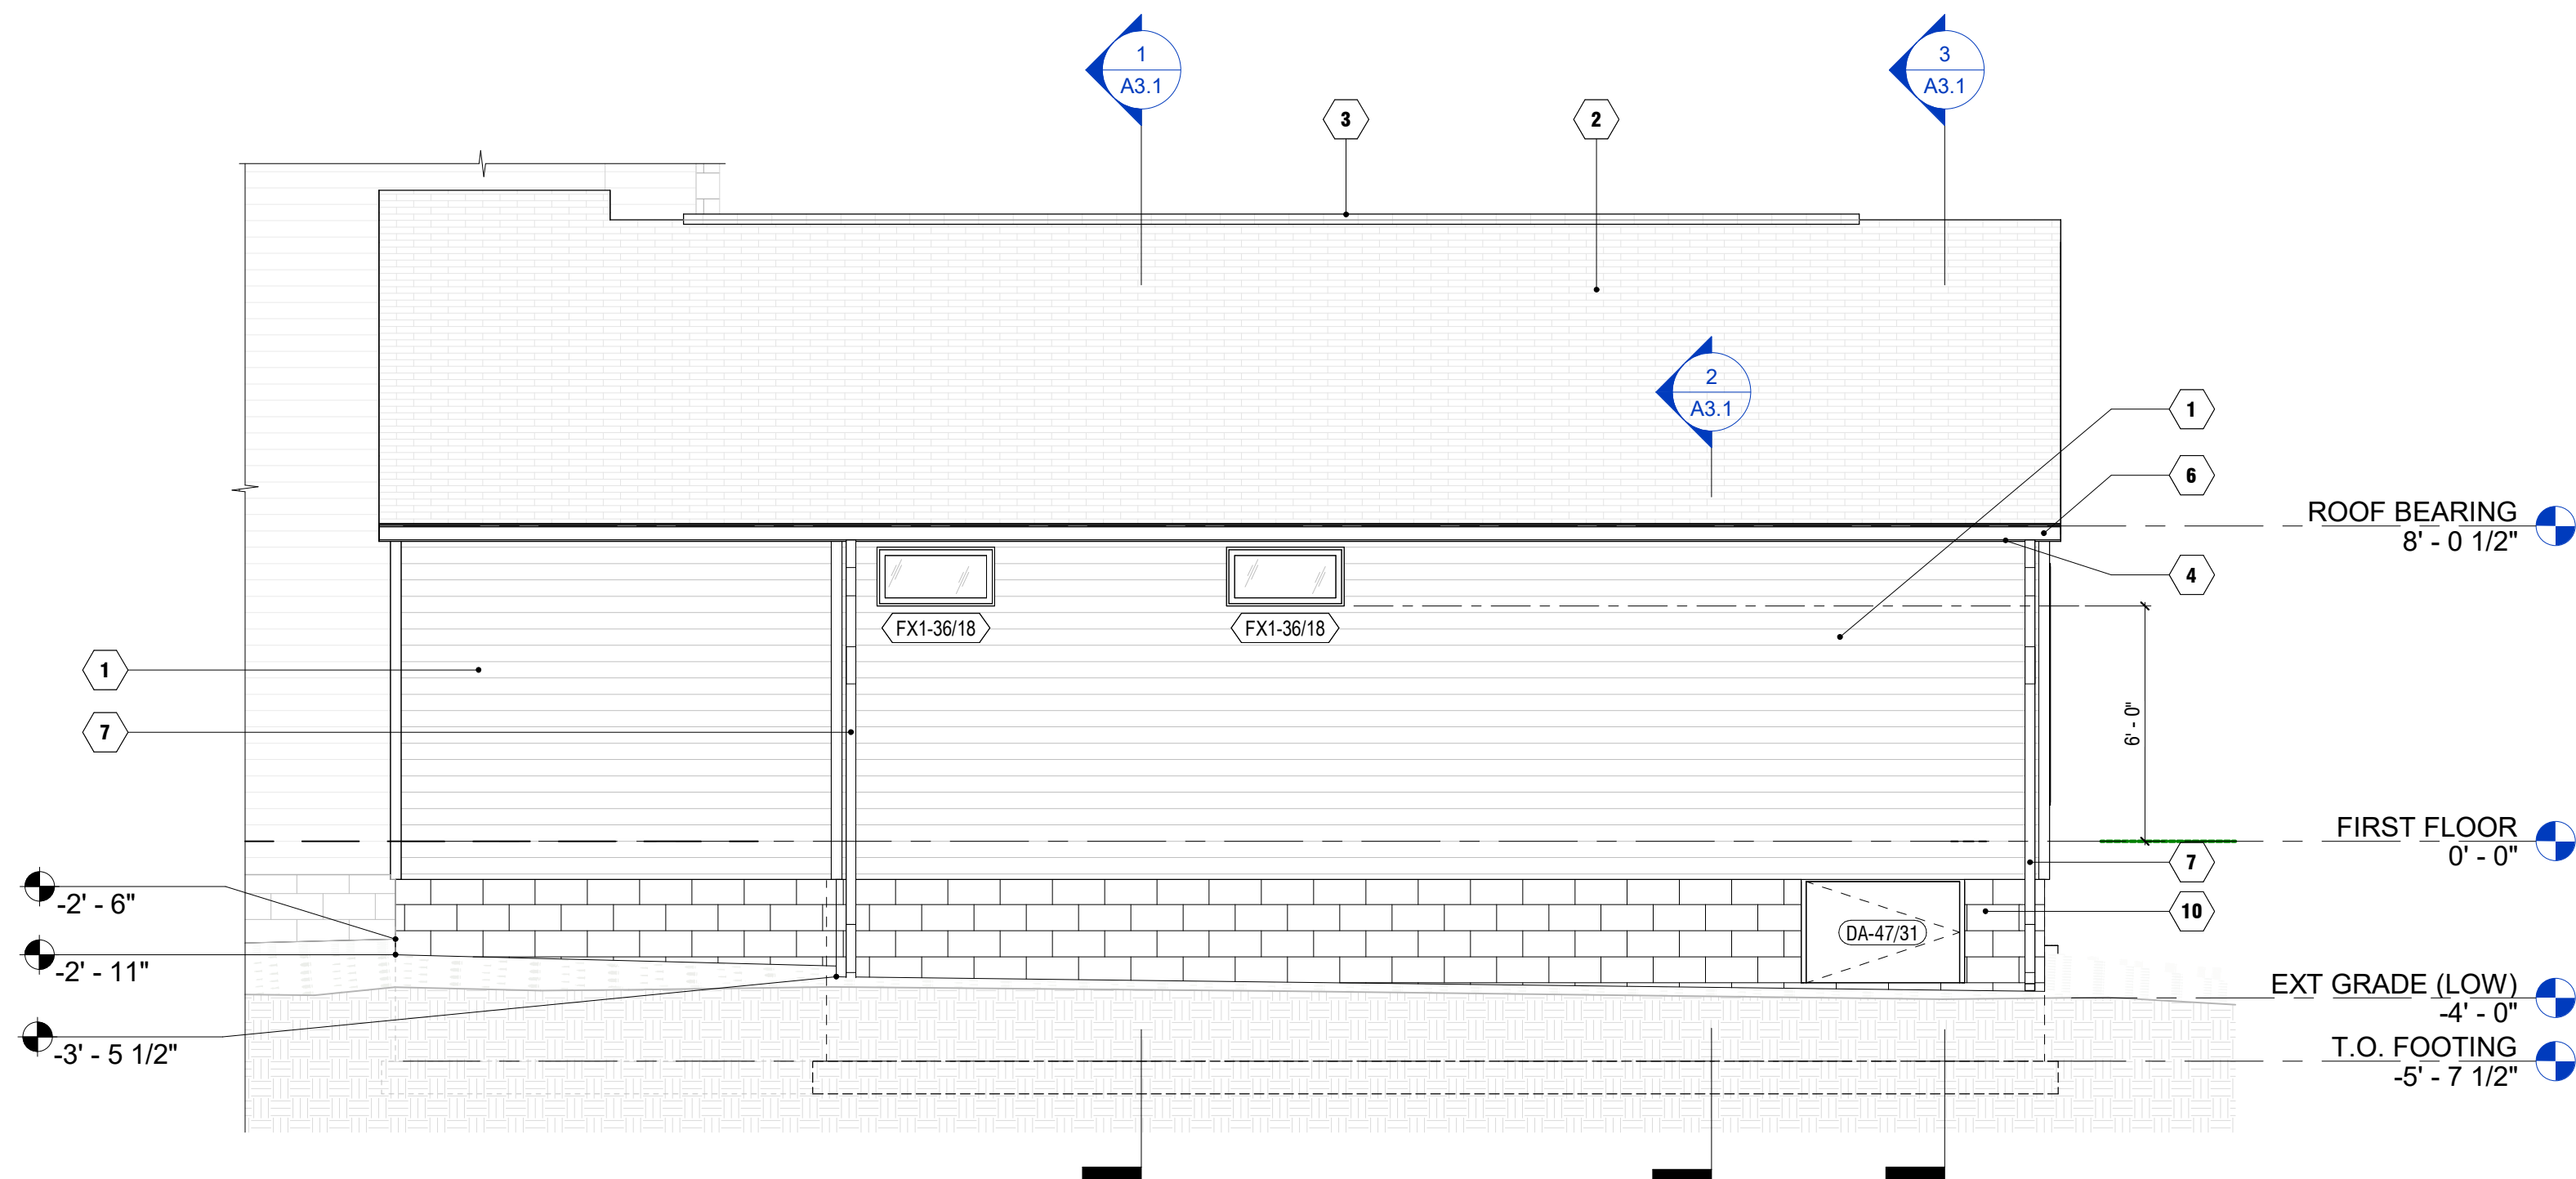 1
A3.1
3
A3.1
3
2
2
A3.1
1
6
ROOF BEARING
8' - 0 1/2"
4
FX1-36/18
FX1-36/18
1
7
6' - 0"
FIRST FLOOR
0' - 0"
7
-2' - 6"
10
DA-47/31
-2' - 11"
EXT GRADE (LOW)
-4' - 0"
-3' - 5 1/2"
T.O. FOOTING
-5' - 7 1/2"